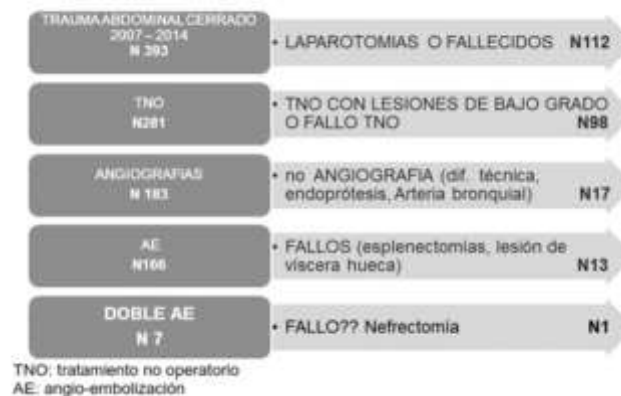 TRAUMA ABDOMINAL CERRADO
2007 – 2014
N 393
• LAPAROTOMIAS O FALLECIDOS N112
TNO
N281
• TNO CON LESIONES DE BAJO GRADO
O FALLO TNO N98
ANGIOGRAFIAS
N 183
• no ANGIOGRAFIA (dif. técnica,
endoprótesis, Arteria bronquial) N17
AE
N166
• FALLOS (esplenectomías, lesión de
víscera hueca) N13
DOBLE AE
N 7
• FALLO?? Nefrectomía N1
TNO: tratamiento no operatorio
AE: angio-embolización